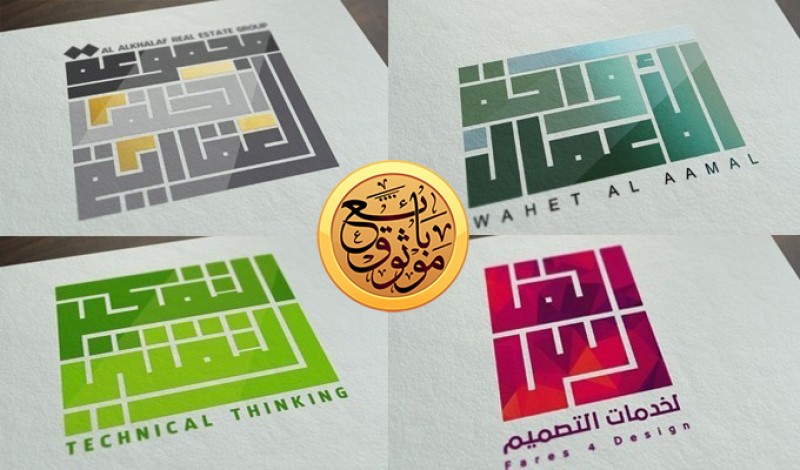 AL ALKHALAF REAL ESTATE GROUP
مجموعة
الخلف
العقارية
واحة
الأعمال
WAHET AL AAMAL
بائع
موثوق
التفكير
التقني
TECHNICAL THINKING
الفارس
لخدمات التصميم
Fares 4 Design